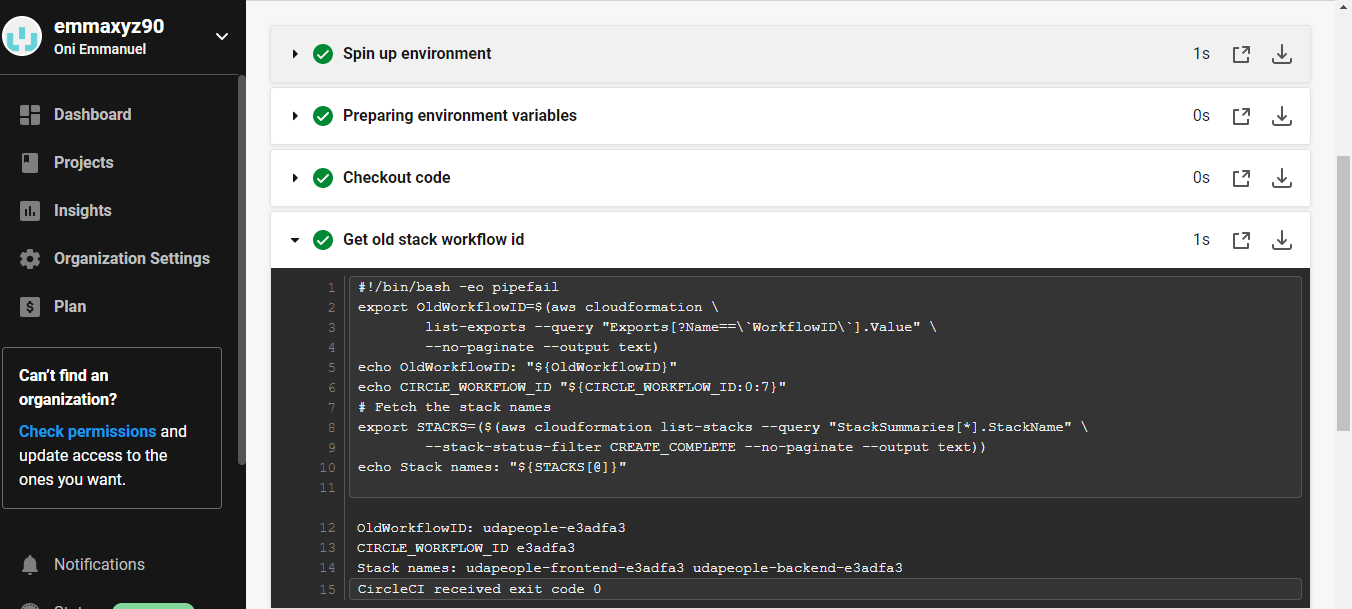 emmaxyz90
Oni Emmanuel
Dashboard
Projects
Insights
Organization Settings
Plan
Can't find an
organization?
Check permissions and
update access to the
ones you want.
Notifications
Spin up environment 1s
Preparing environment variables 0s
Checkout code 0s
Get old stack workflow id 1s
1 #!/bin/bash -eo pipefail
2 export OldWorkflowID=$(aws cloudformation \
3 list-exports --query "Exports[?Name==\`WorkflowID\`].Value" \
4 --no-paginate --output text)
5 echo OldWorkflowID: "${OldWorkflowID}"
6 echo CIRCLE_WORKFLOW_ID "${CIRCLE_WORKFLOW_ID:0:7}"
7 # Fetch the stack names
8 export STACKS=($(aws cloudformation list-stacks --query "StackSummaries[*].StackName" \
9 --stack-status-filter CREATE_COMPLETE --no-paginate --output text))
10 echo Stack names: "${STACKS[@]}"
11
12 OldWorkflowID: udapeople-e3adfa3
13 CIRCLE_WORKFLOW_ID e3adfa3
14 Stack names: udapeople-frontend-e3adfa3 udapeople-backend-e3adfa3
15 CircleCI received exit code 0